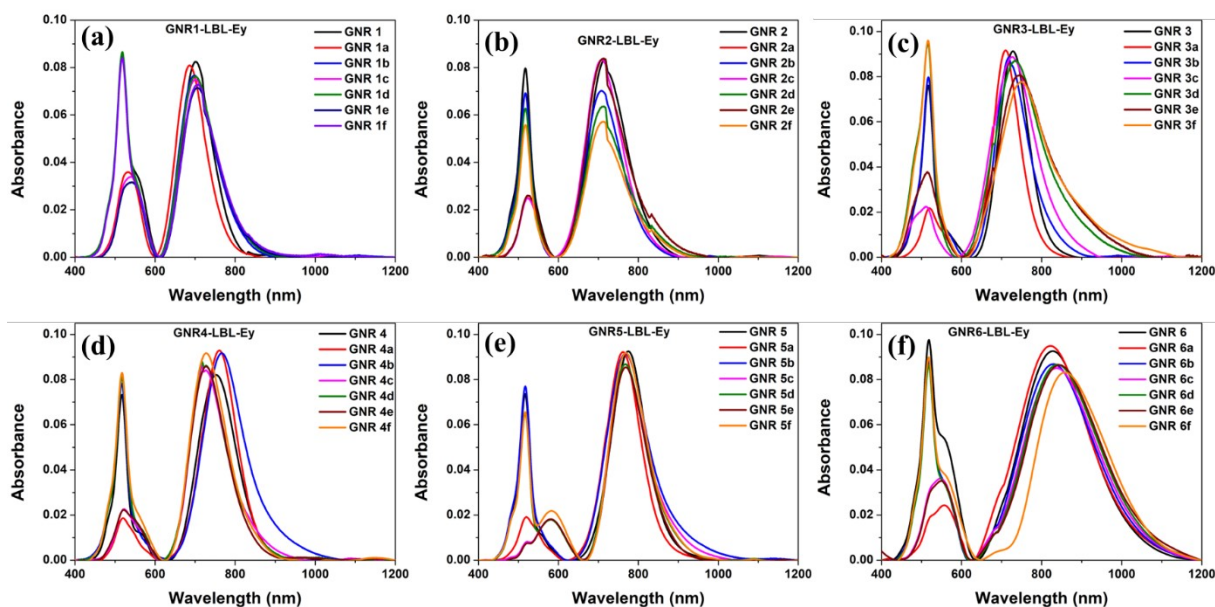 (a)
GNR1-LBL-Ey
GNR 1
GNR 1a
GNR 1b
GNR 1c
GNR 1d
GNR 1e
GNR 1f
Absorbance
0.10
0.08
0.06
0.04
0.02
0.00
400 600 800 1000 1200
Wavelength (nm)
(b)
GNR2-LBL-Ey
GNR 2
GNR 2a
GNR 2b
GNR 2c
GNR 2d
GNR 2e
GNR 2f
Absorbance
0.10
0.08
0.06
0.04
0.02
0.00
400 600 800 1000 1200
Wavelength (nm)
(c)
GNR3-LBL-Ey
GNR 3
GNR 3a
GNR 3b
GNR 3c
GNR 3d
GNR 3e
GNR 3f
Absorbance
0.10
0.08
0.06
0.04
0.02
0.00
400 600 800 1000 1200
Wavelength (nm)
(d)
GNR4-LBL-Ey
GNR 4
GNR 4a
GNR 4b
GNR 4c
GNR 4d
GNR 4e
GNR 4f
Absorbance
0.10
0.08
0.06
0.04
0.02
0.00
400 600 800 1000 1200
Wavelength (nm)
(e)
GNR5-LBL-Ey
GNR 5
GNR 5a
GNR 5b
GNR 5c
GNR 5d
GNR 5e
GNR 5f
Absorbance
0.10
0.08
0.06
0.04
0.02
0.00
400 600 800 1000 1200
Wavelength (nm)
(f)
GNR6-LBL-Ey
GNR 6
GNR 6a
GNR 6b
GNR 6c
GNR 6d
GNR 6e
GNR 6f
Absorbance
0.10
0.08
0.06
0.04
0.02
0.00
400 600 800 1000 1200
Wavelength (nm)